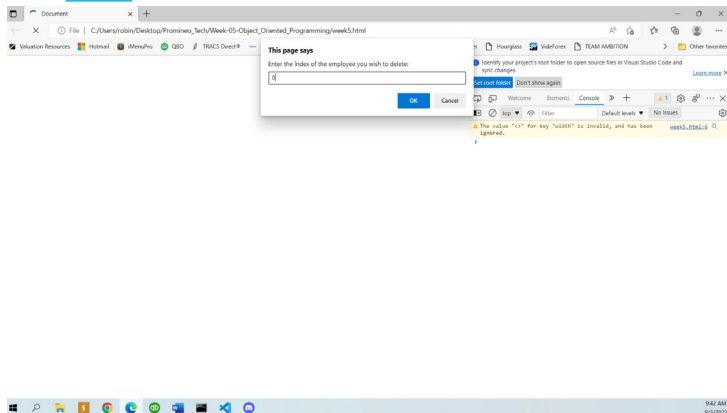 Document
File
C:/Users/robin/Desktop/Promineo_Tech/Week-05-Object_Oriented_Programming/week5.html
Valuation Resources
Hotmail
iMenuPro
QBO
TRACS Direct®
Hourglass
VideForex
TEAM AMBITION
Other favorites
This page says
Enter the index of the employee you wish to delete:
0
OK
Cancel
Identify your project's root folder to open source files in Visual Studio Code and
sync changes.
Learn more
Set root folder
Don't show again
Welcome
Elements
Console
1
top
Filter
Default levels
No Issues
The value "<>" for key "width" is invalid, and has been
ignored.
week5.html:6
9:42 AM